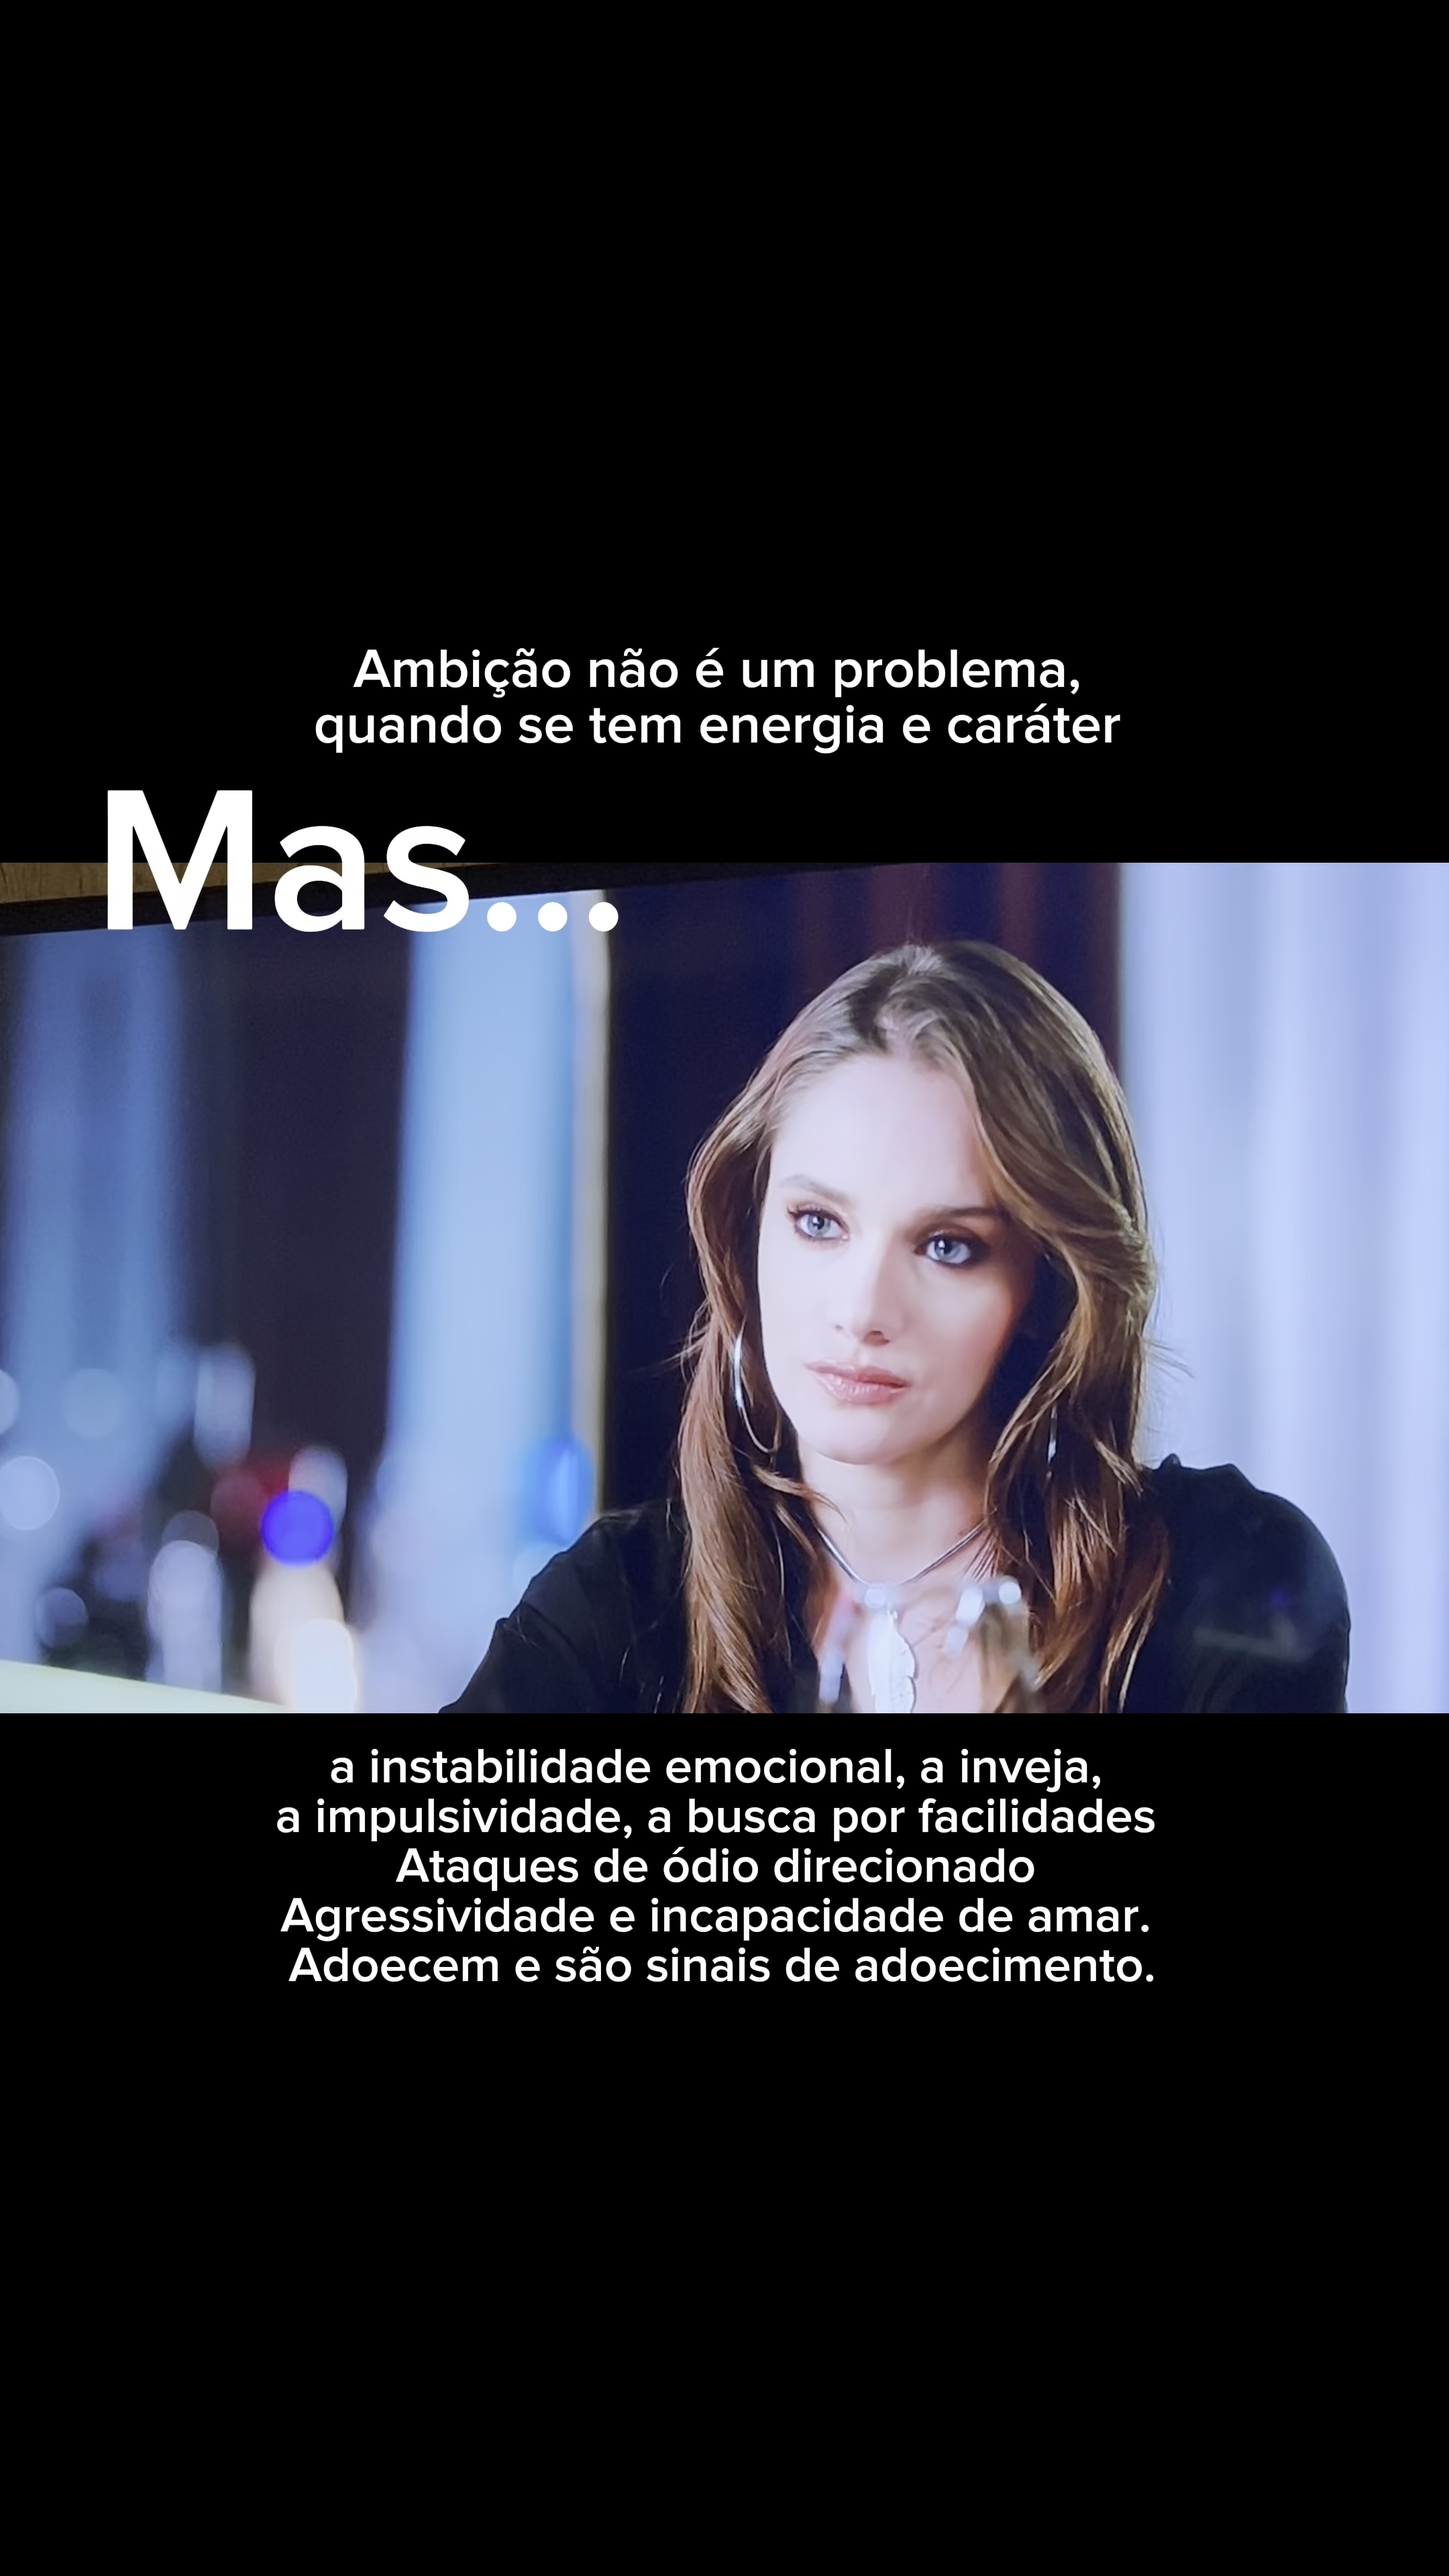 Ambição não é um problema,
quando se tem energia e caráter
Mas...
a instabilidade emocional, a inveja,
a impulsividade, a busca por facilidades
Ataques de ódio direcionado
Agressividade e incapacidade de amar.
Adoecem e são sinais de adoecimento.